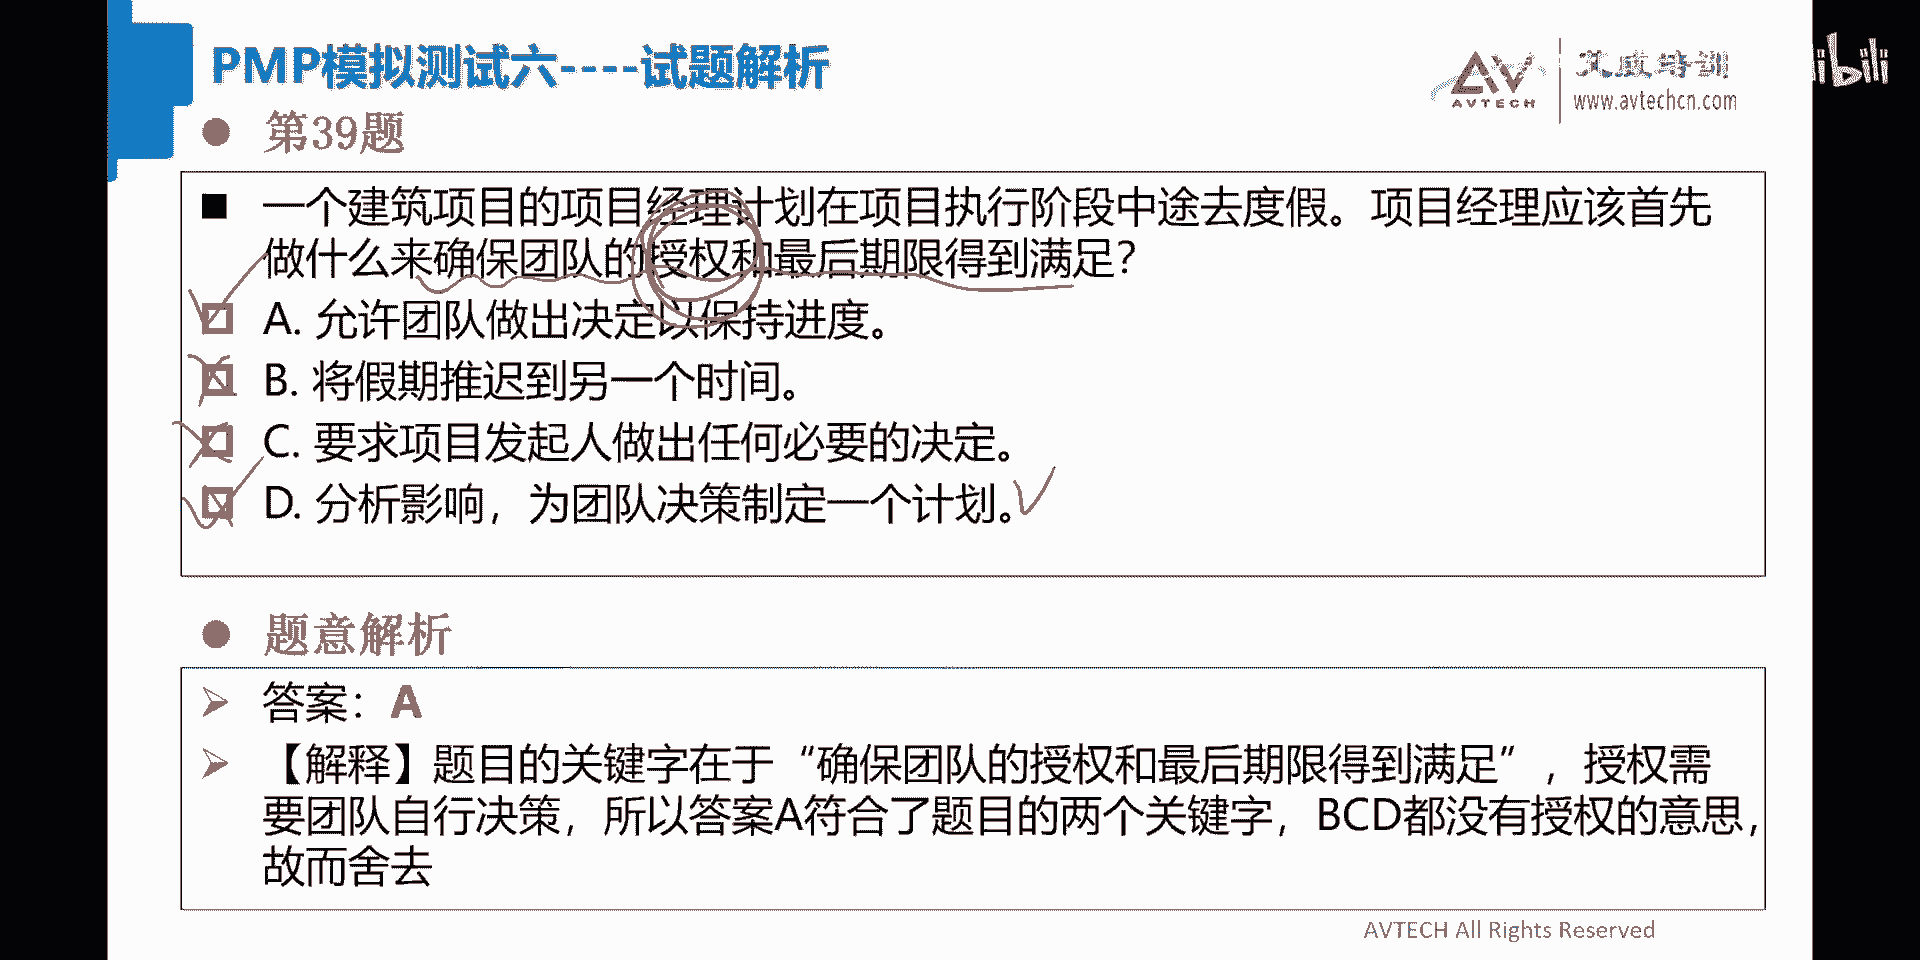 PMP模拟测试六----试题解析
AVTECH
艾威培训
www.avtechcn.com
libili
第39题
一个建筑项目的项目经理计划在项目执行阶段中途去度假。项目经理应该首先
做什么来确保团队的授权和最后期限得到满足?
A. 允许团队做出决定以保持进度。
B. 将假期推迟到另一个时间。
C. 要求项目发起人做出任何必要的决定。
D. 分析影响，为团队决策制定一个计划。
题意解析
答案：A
【解释】题目的关键字在于“确保团队的授权和最后期限得到满足”，授权需
要团队自行决策，所以答案A符合了题目的两个关键字，BCD都没有授权的意思，
故而舍去
AVTECH All Rights Reserved